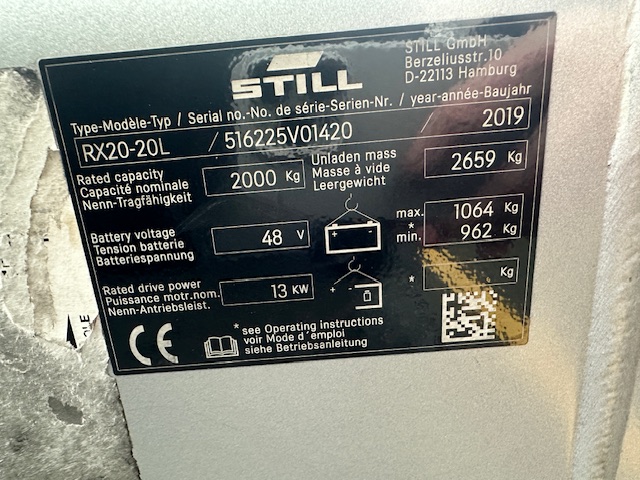 STILL
STILL GmbH
Berzeliusstr.10
D-22113 Hamburg
Type-Modèle-Typ / Serial no.-No. de série-Serien-Nr. / year-année-Baujahr
RX20-20L / 516225V01420 / 2019
Rated capacity
Capacité nominale
Nenn-Tragfähigkeit
2000 Kg
Unladen mass
Masse à vide
Leergewicht
2659 Kg
Battery voltage
Tension batterie
Batteriespannung
48 V
+ -
max. 1064 Kg
*
min. 962 Kg
Rated drive power
Puissance motr.nom.
Nenn-Antriebsleist.
13 KW
+ -
* Kg
CE
* see Operating instructions
voir Mode d´emploi
siehe Betriebsanleitung